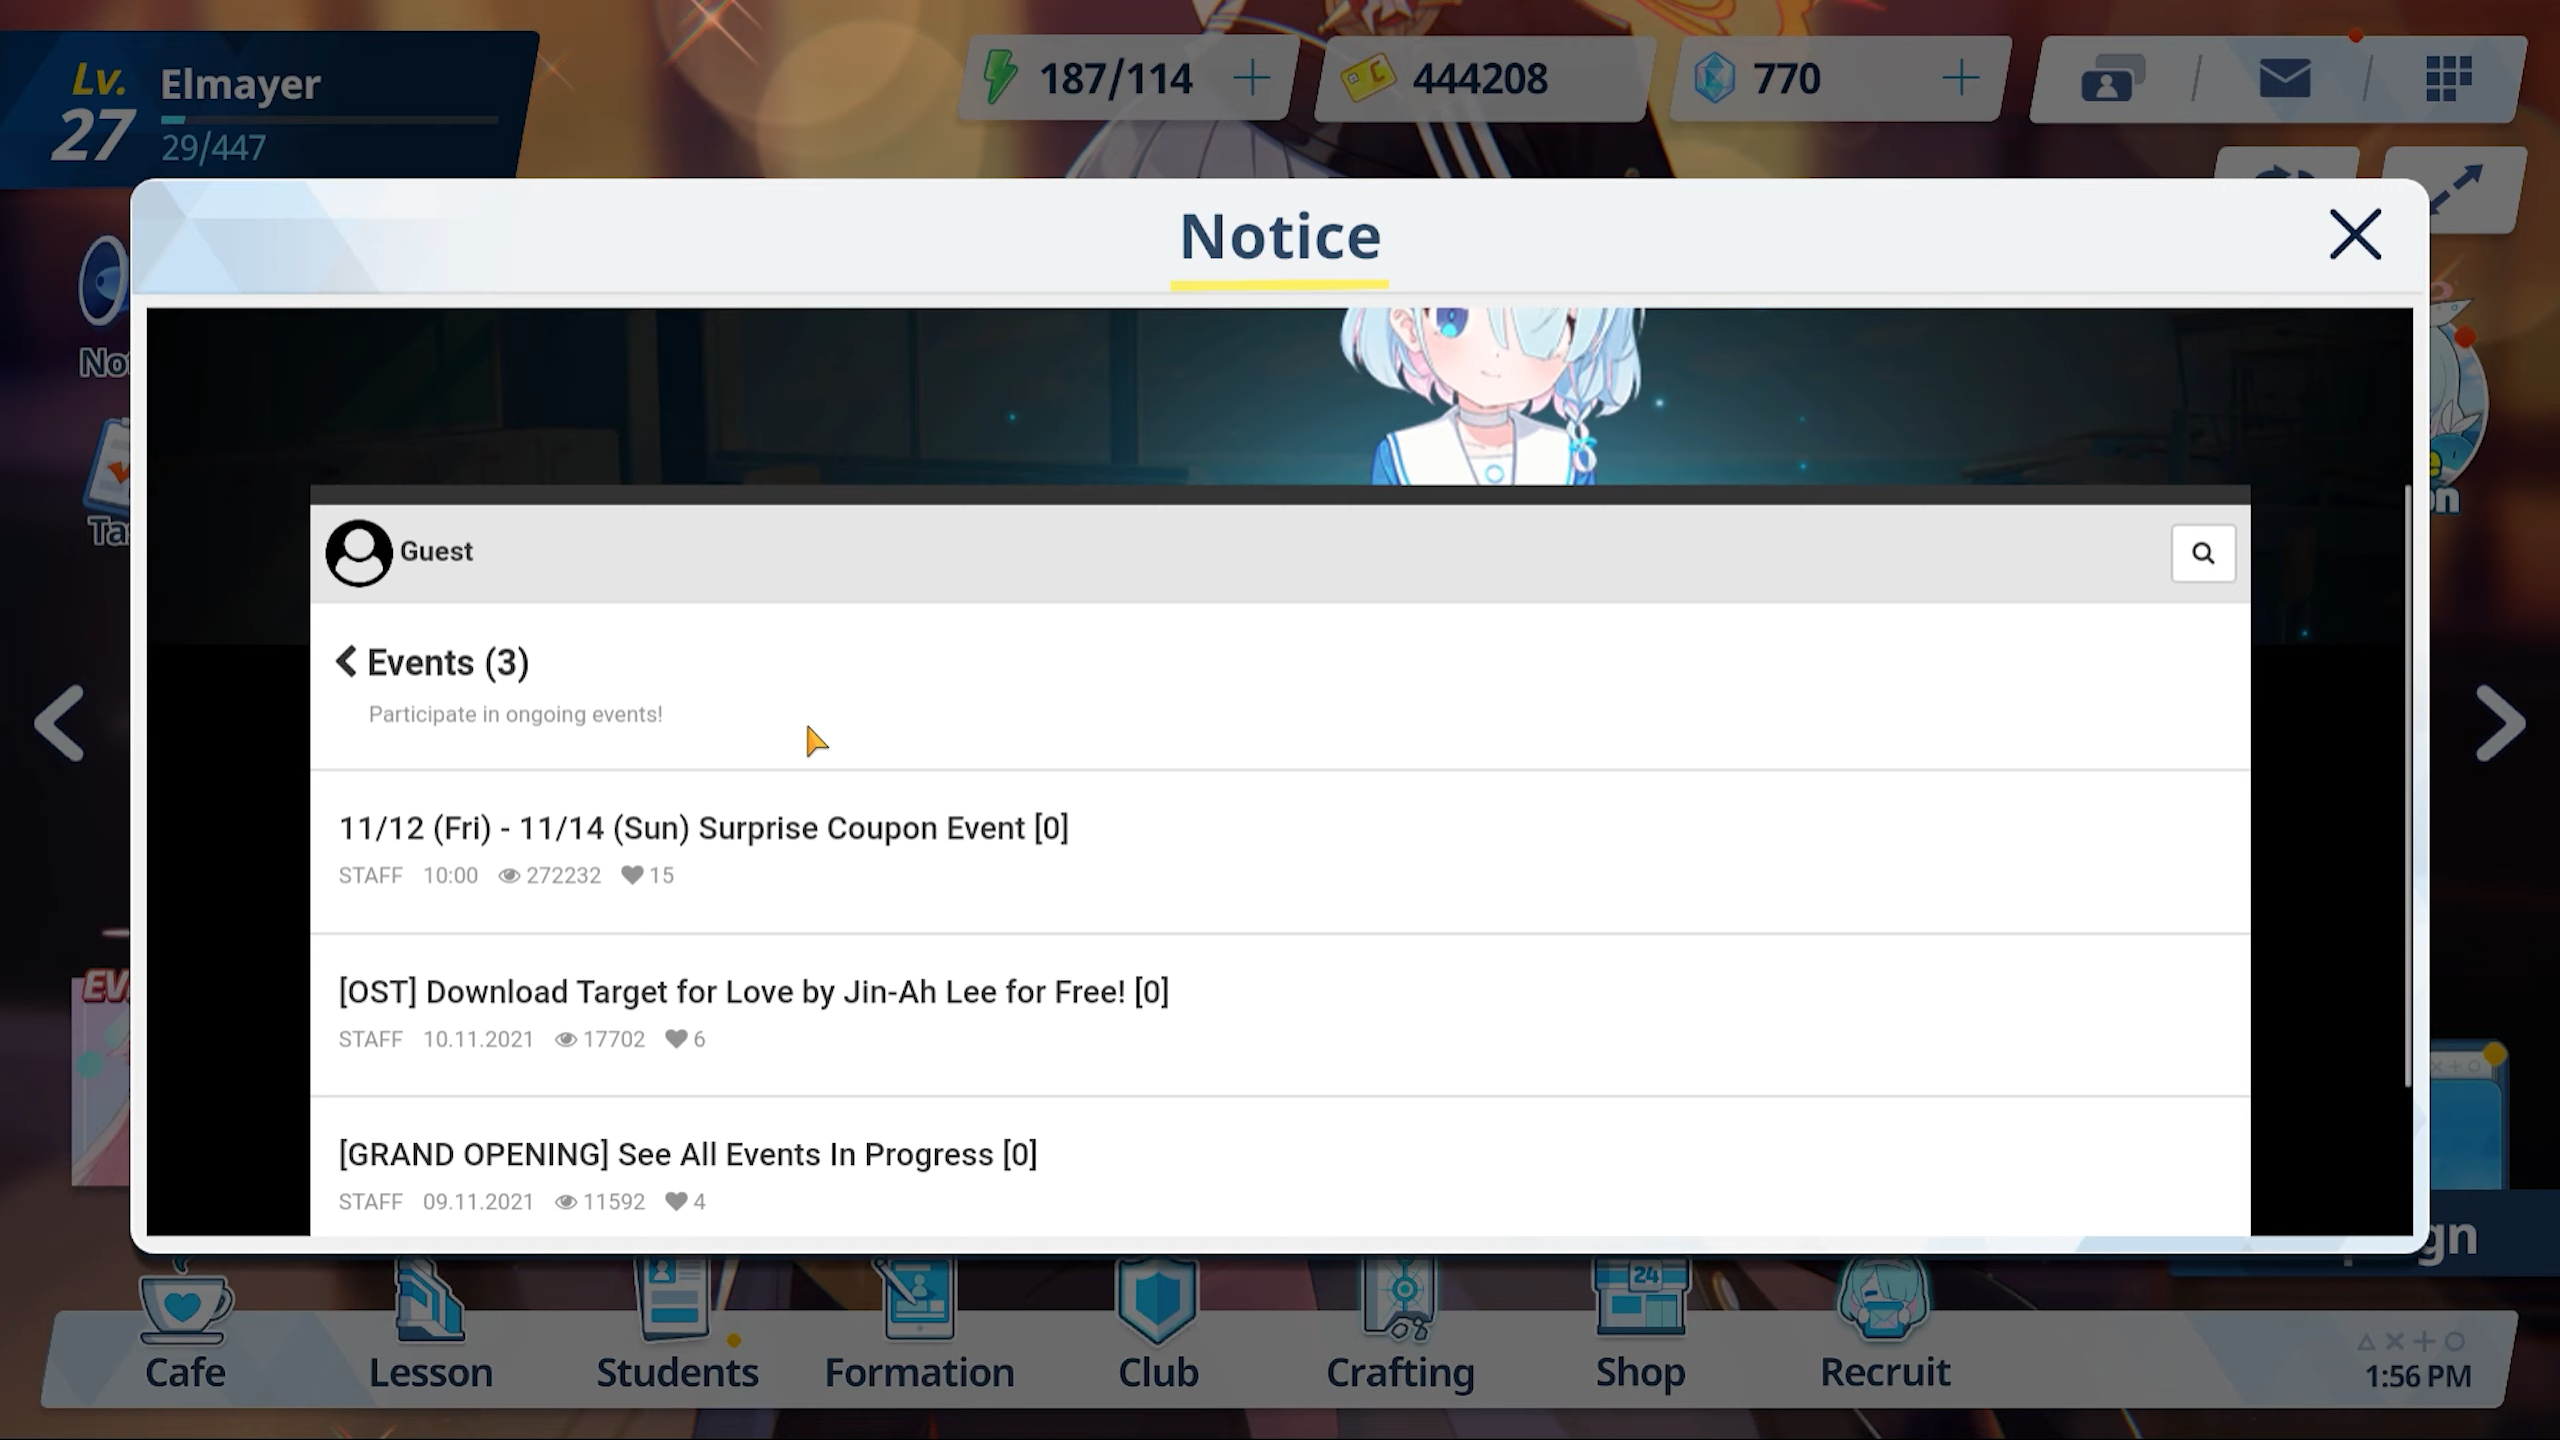 Lv.
27
Elmayer
29/447
187/114
444208
770
Notice
Guest
Events (3)
Participate in ongoing events!
11/12 (Fri) - 11/14 (Sun) Surprise Coupon Event [0]
STAFF 10:00 272232 15
[OST] Download Target for Love by Jin-Ah Lee for Free! [0]
STAFF 10.11.2021 17702 6
[GRAND OPENING] See All Events In Progress [0]
STAFF 09.11.2021 11592 4
24
Cafe
Lesson
Students
Formation
Club
Crafting
Shop
Recruit
1:56 PM